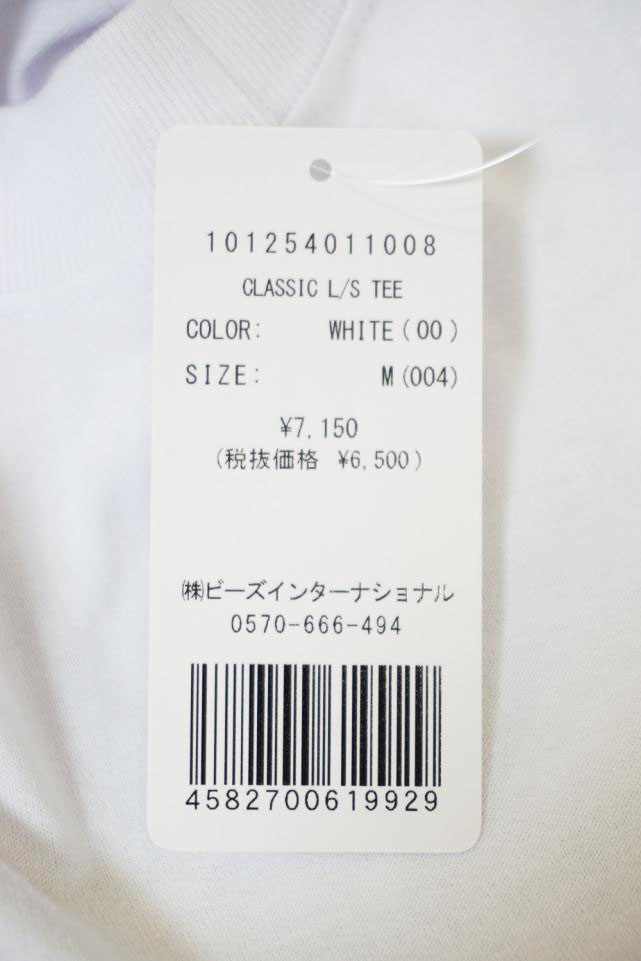 101254011008
CLASSIC L/S TEE
COLOR: WHITE(00)
SIZE: M(004)
¥7,150
(税抜価格 ¥6,500)
㈱ビーズインターナショナル
0570-666-494
4582700619929